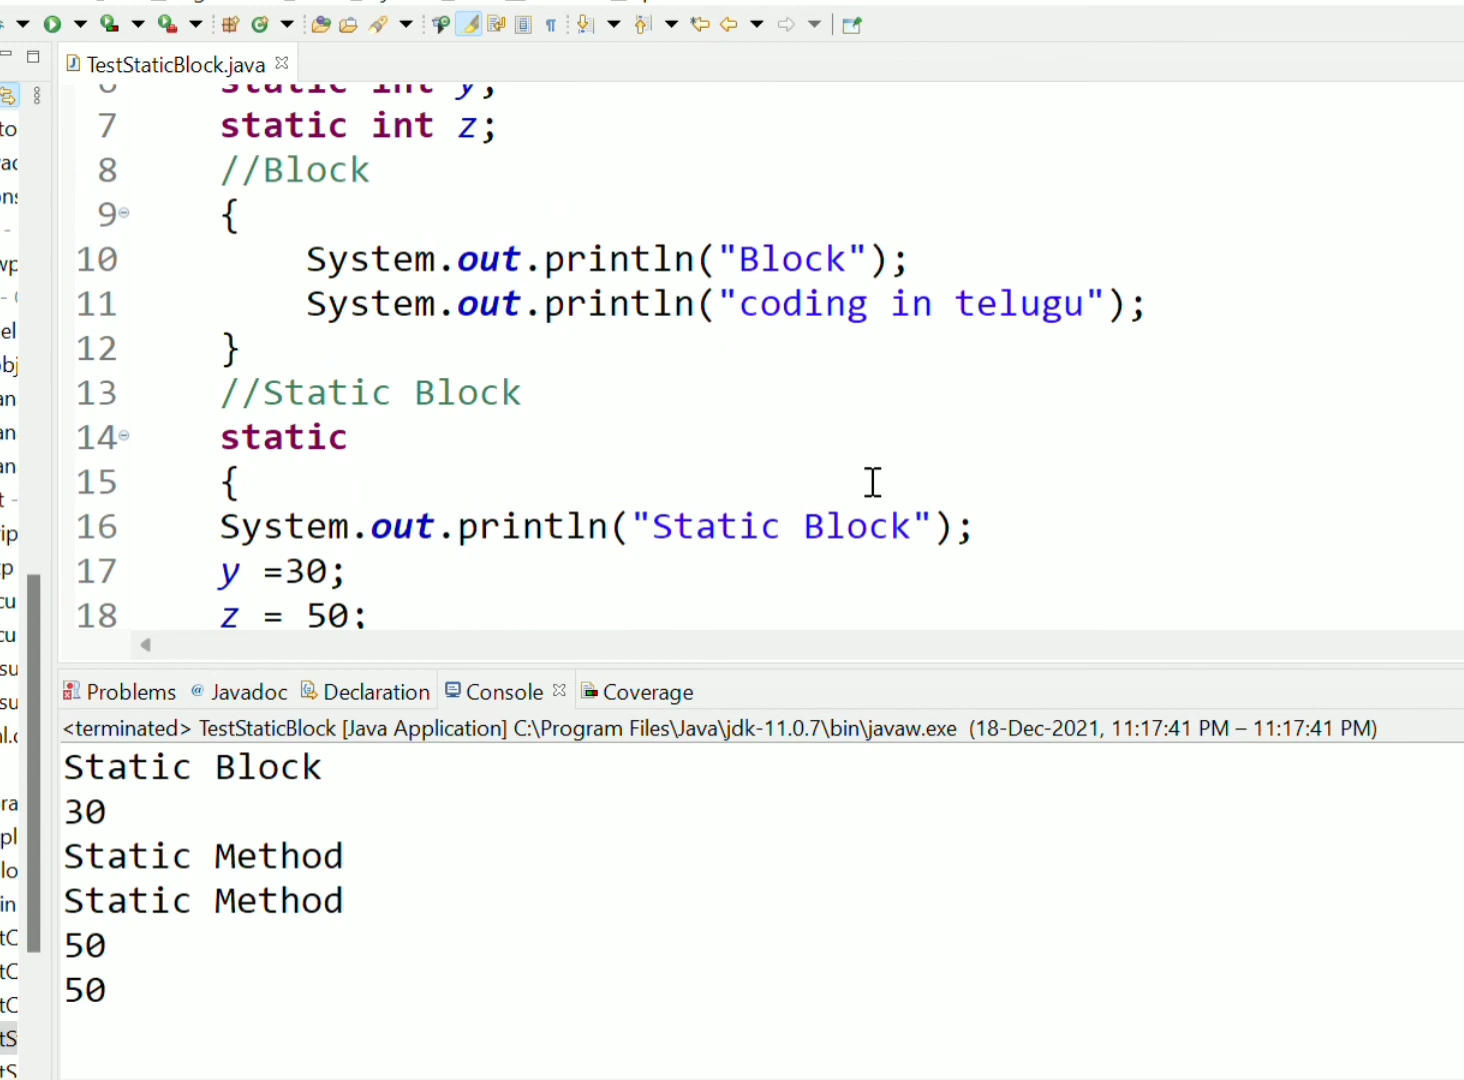 TestStaticBlock.java
static int y;
7 static int z;
8 //Block
9 {
10 System.out.println("Block");
11 System.out.println("coding in telugu");
12 }
13 //Static Block
14 static
15 {
16 System.out.println("Static Block");
17 y =30;
18 z = 50;
Problems @ Javadoc Declaration Console Coverage
<terminated> TestStaticBlock [Java Application] C:\Program Files\Java\jdk-11.0.7\bin\javaw.exe (18-Dec-2021, 11:17:41 PM – 11:17:41 PM)
Static Block
30
Static Method
Static Method
50
50